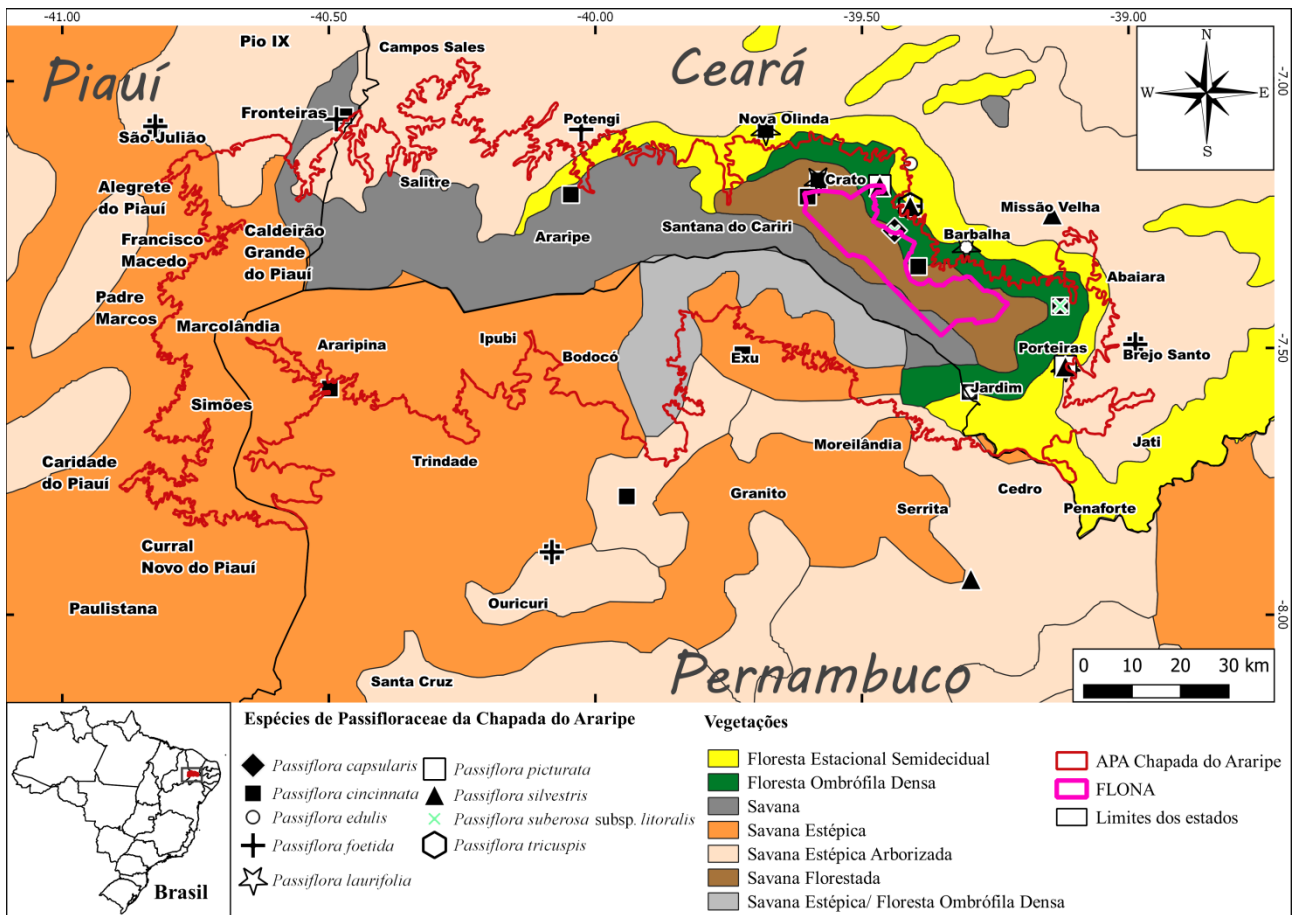 -41.00
-40.50
-40.00
-39.50
-39.00
Pio IX
Campos Sales
Piauí
Ceará
N
W
E
S
-7.00
Fronteiras
São Julião
Potengi
Nova Olinda
Salitre
Crato
Alegrete
do Piauí
Missão Velha
Francisco
Macedo
Caldeirão
Grande
do Piauí
Araripe
Santana do Cariri
Barbalha
Abaiara
Padre
Marcos
Marcolândia
Araripina
Ipubi
Bodocó
Exu
Porteiras
Brejo Santo
-7.50
Simões
Jardim
Moreilândia
Jati
Caridade
do Piauí
Trindade
Granito
Serrita
Cedro
Penaforte
Curral
Novo do Piauí
Paulistana
Ouricuri
-8.00
Santa Cruz
Pernambuco
0
10
20
30 km
Brasil
Espécies de Passifloraceae da Chapada do Araripe
Passiflora capsularis
Passiflora cincinnata
Passiflora edulis
Passiflora foetida
Passiflora laurifolia
Passiflora picturata
Passiflora silvestris
Passiflora suberosa subsp. litoralis
Passiflora tricuspis
Vegetações
Floresta Estacional Semidecidual
Floresta Ombrófila Densa
Savana
Savana Estépica
Savana Estépica Arborizada
Savana Florestada
Savana Estépica/ Floresta Ombrófila Densa
APA Chapada do Araripe
FLONA
Limites dos estados